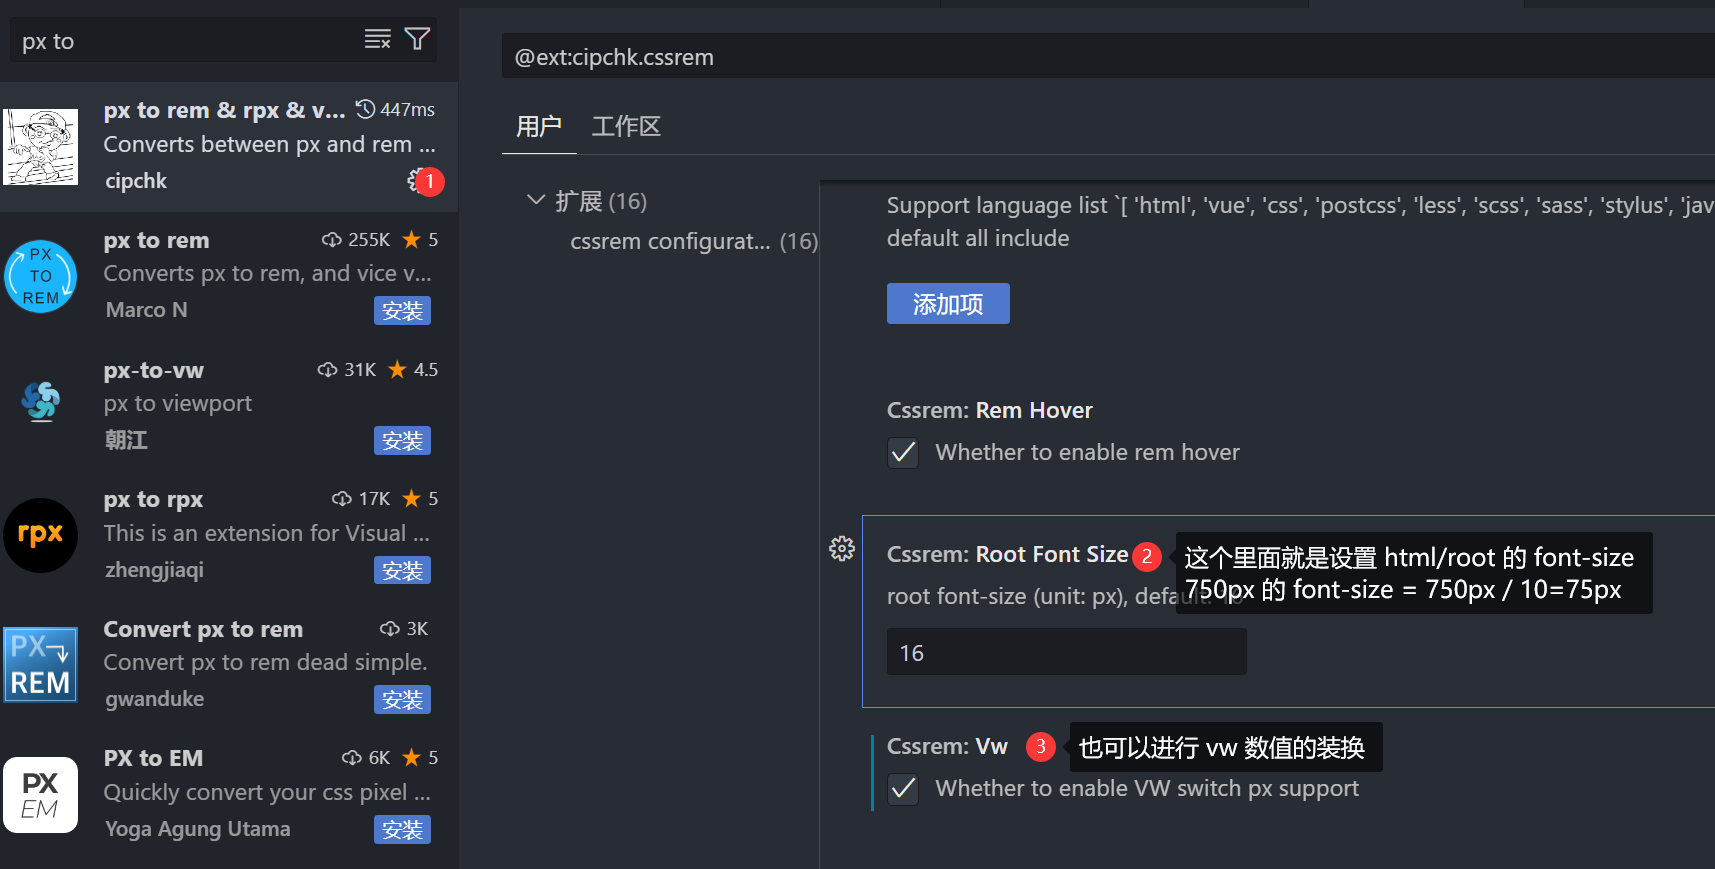 px to
px to rem & rpx & v... 447ms
Converts between px and rem ...
cipchk
1
PX
TO
REM
px to rem 255K 5
Converts px to rem, and vice v...
Marco N 安装
px-to-vw 31K 4.5
px to viewport
朝江 安装
rpx
px to rpx 17K 5
This is an extension for Visual ...
zhengjiaqi 安装
PX
REM
Convert px to rem 3K
Convert px to rem dead simple.
gwanduke 安装
PX
EM
PX to EM 6K 5
Quickly convert your css pixel ...
Yoga Agung Utama 安装
@ext:cipchk.cssrem
用户 工作区
扩展 (16)
cssrem configurat... (16)
Support language list `[ 'html', 'vue', 'css', 'postcss', 'less', 'scss', 'sass', 'stylus', 'jav
default all include
添加项
Cssrem: Rem Hover
Whether to enable rem hover
Cssrem: Root Font Size 2
这个里面就是设置 html/root 的 font-size
750px 的 font-size = 750px / 10=75px
root font-size (unit: px), default: 16
16
Cssrem: Vw 3 也可以进行 vw 数值的装换
Whether to enable VW switch px support